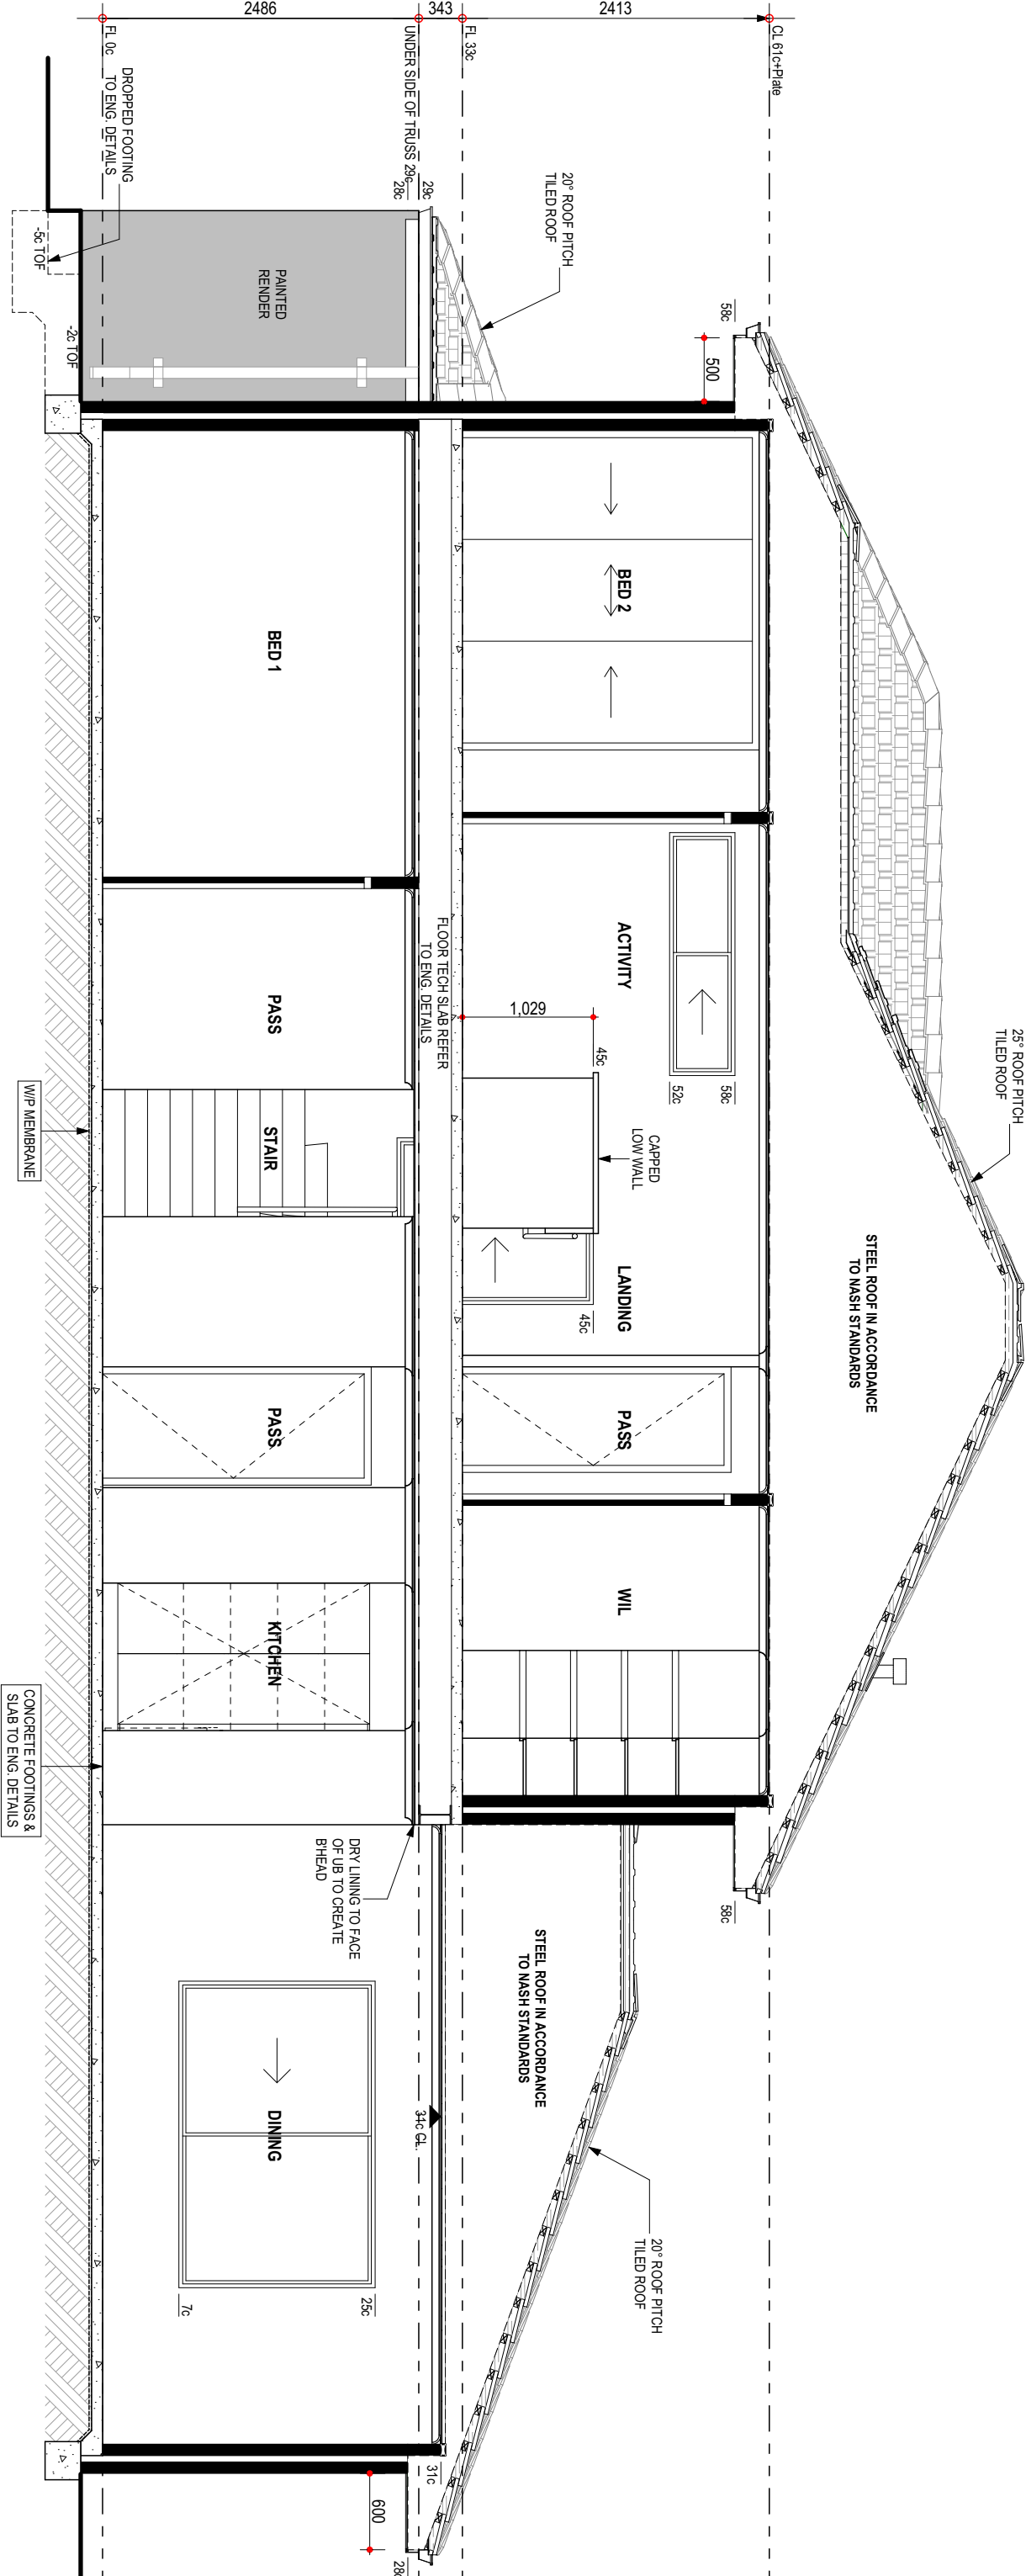 2486
343
2413
FL 0c
UNDER SIDE OF TRUSS 29c
FL 33c
CL 61c+Plate
DROPPED FOOTING
TO ENG. DETAILS
28c
29c
20° ROOF PITCH
TILED ROOF
-5c TOF
-2c TOF
PAINTED
RENDER
58c
500
BED 2
BED 1
ACTIVITY
FLOOR TECH SLAB REFER
TO ENG. DETAILS
PASS
1,029
45c
52c
58c
25° ROOF PITCH
TILED ROOF
W/P MEMBRANE
STAIR
CAPPED
LOW WALL
LANDING
45c
STEEL ROOF IN ACCORDANCE
TO NASH STANDARDS
PASS
PASS
KITCHEN
WIL
CONCRETE FOOTINGS &
SLAB TO ENG. DETAILS
DRY LINING TO FACE
OF UB TO CREATE
B'HEAD
58c
STEEL ROOF IN ACCORDANCE
TO NASH STANDARDS
DINING
31c CL.
20° ROOF PITCH
TILED ROOF
7c
25c
31c
600
28c